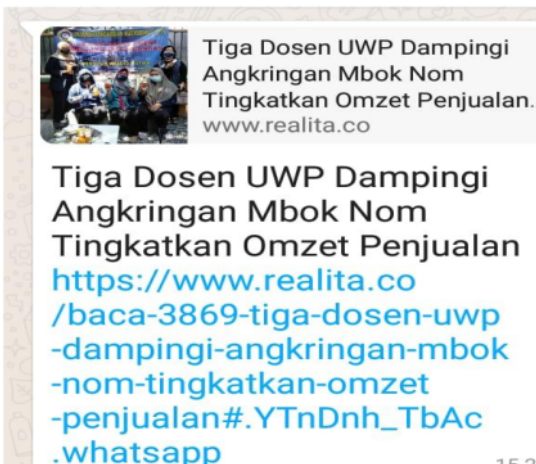 Tiga Dosen UWP Dampingi
Angkringan Mbok Nom
Tingkatkan Omzet Penjualan.
www.realita.co
Tiga Dosen UWP Dampingi
Angkringan Mbok Nom
Tingkatkan Omzet Penjualan
https://www.realita.co
/baca-3869-tiga-dosen-uwp
-dampingi-angkringan-mbok
-nom-tingkatkan-omzet
-penjualan#.YTnDnh_TbAc
.whatsapp